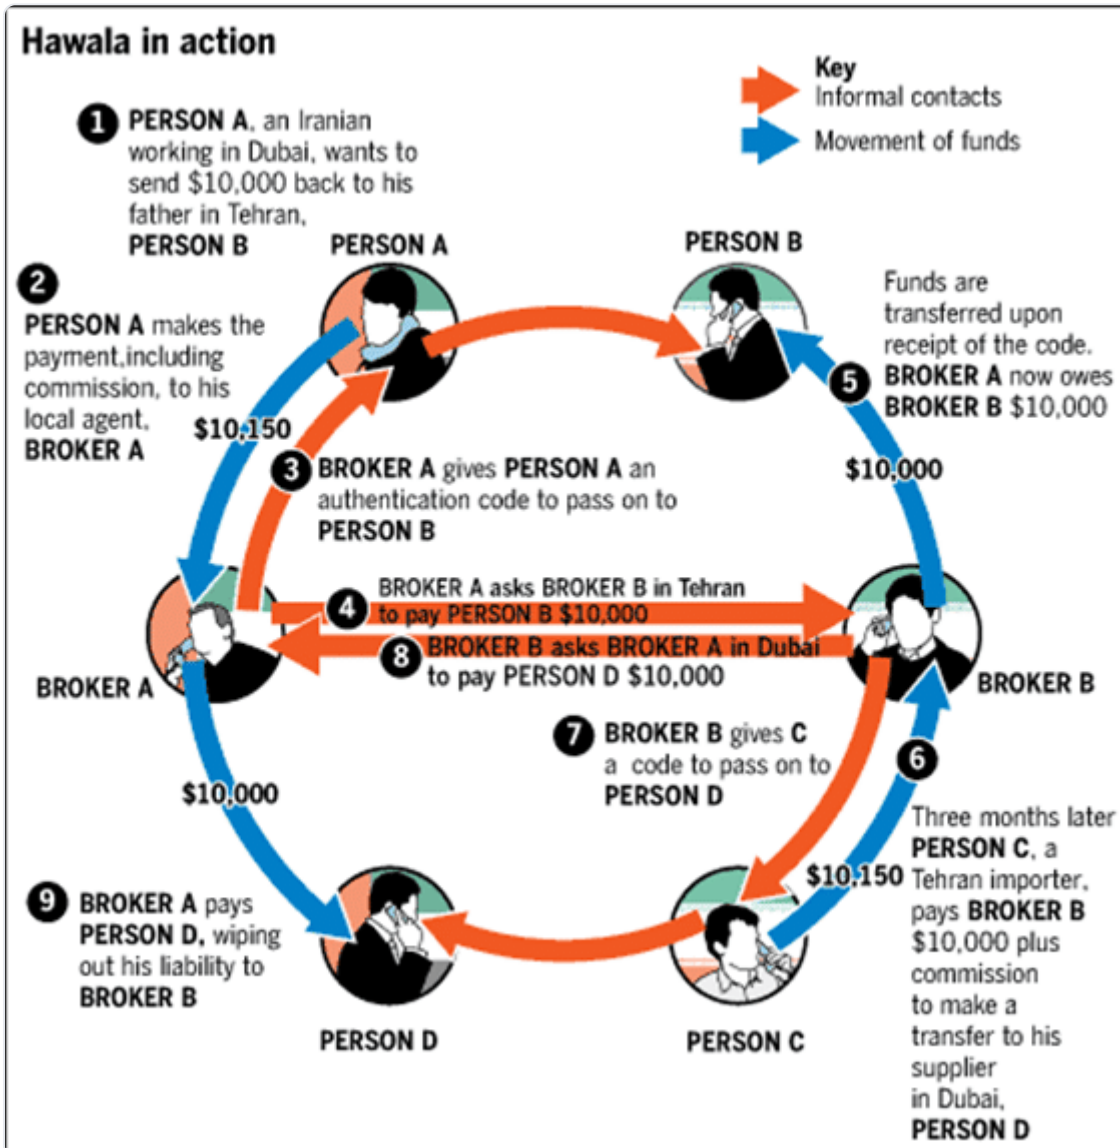 Hawala in action
Key
Informal contacts
Movement of funds
1 PERSON A, an Iranian
working in Dubai, wants to
send $10,000 back to his
father in Tehran,
PERSON B
PERSON A
PERSON B
2
PERSON A makes the
payment,including
commission, to his
local agent,
BROKER A
$10,150
3 BROKER A gives PERSON A an
authentication code to pass on to
PERSON B
Funds are
transferred upon
receipt of the code.
5 BROKER A now owes
BROKER B $10,000
$10,000
4 BROKER A asks BROKER B in Tehran
to pay PERSON B $10,000
8 BROKER B asks BROKER A in Dubai
to pay PERSON D $10,000
BROKER A
BROKER B
7 BROKER B gives C
a code to pass on to
PERSON D
6
Three months later
PERSON C, a
Tehran importer,
pays BROKER B
$10,000 plus
commission
to make a
transfer to his
supplier
in Dubai,
PERSON D
$10,000
$10,150
9 BROKER A pays
PERSON D, wiping
out his liability to
BROKER B
PERSON D
PERSON C